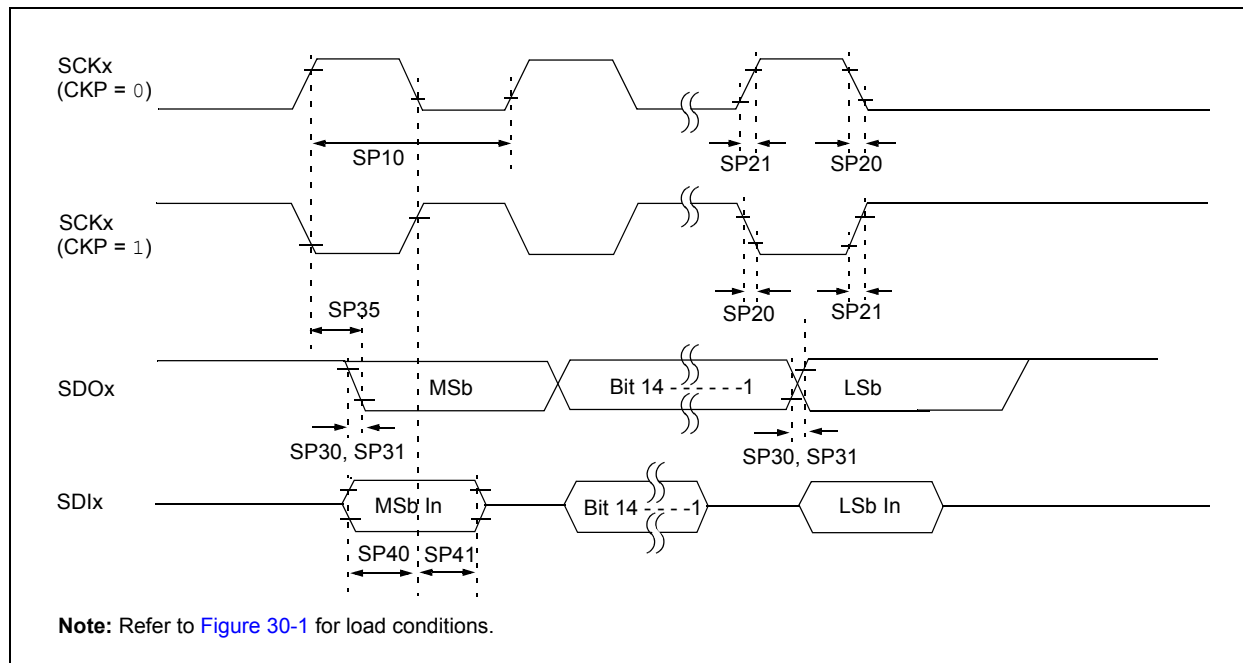 SCKx
(CKP = 0)
SP10
SP21
SP20
SCKx
(CKP = 1)
SP35
SP20
SP21
SDOx
MSb
Bit 14 - - - - - -1
LSb
SP30, SP31
SP30, SP31
SDIx
MSb In
Bit 14 - - - - -1
LSb In
SP40
SP41
Note: Refer to Figure 30-1 for load conditions.